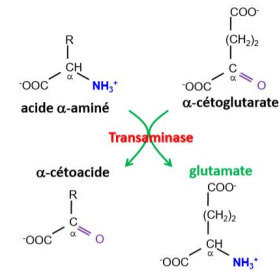 COO⁻
R
(CH₂)₂
CH
C
⁻OOC α NH₃⁺
⁻OOC α O
acide α-aminé
α-cétoglutarate
Transaminase
α-cétoacide
glutamate
R
COO⁻
(CH₂)₂
C
⁻OOC α O
CH
⁻OOC α NH₃⁺